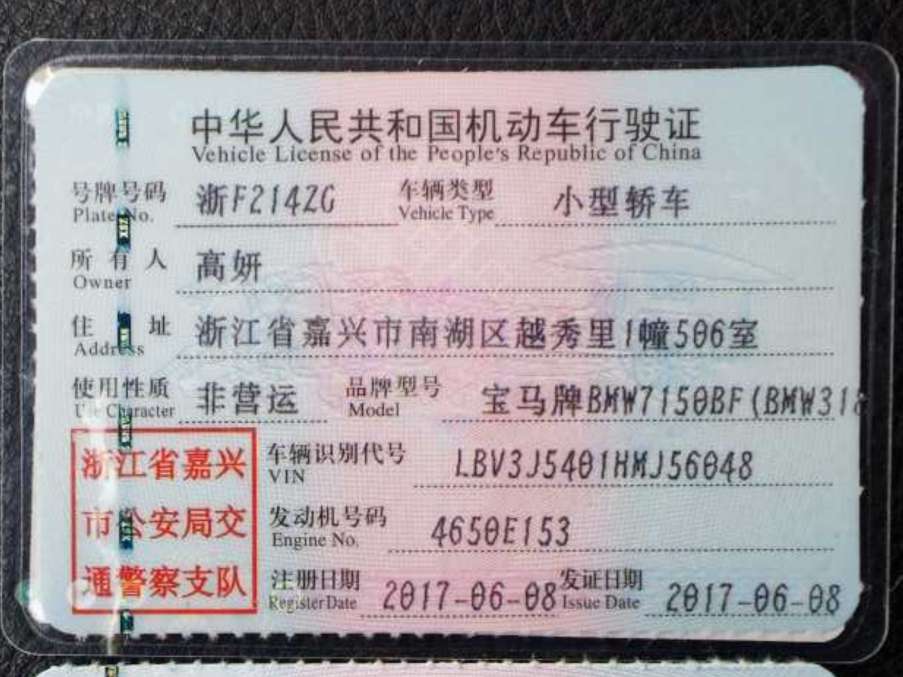 中华人民共和国机动车行驶证
Vehicle License of the People's Republic of China
号牌号码 浙F214ZG 车辆类型 小型轿车
Plate No. Vehicle Type
所有人 高妍
Owner
住址 浙江省嘉兴市南湖区越秀里1幢506室
Address
使用性质 非营运 品牌型号 宝马牌BMW7150BF(BMW318
Use Character Model
浙江省嘉兴 车辆识别代号 LBV3J5401HMJ56048
VIN
市公安局交 发动机号码 4650E153
Engine No.
通警察支队 注册日期 2017-06-08 发证日期 2017-06-08
Register Date Issue Date